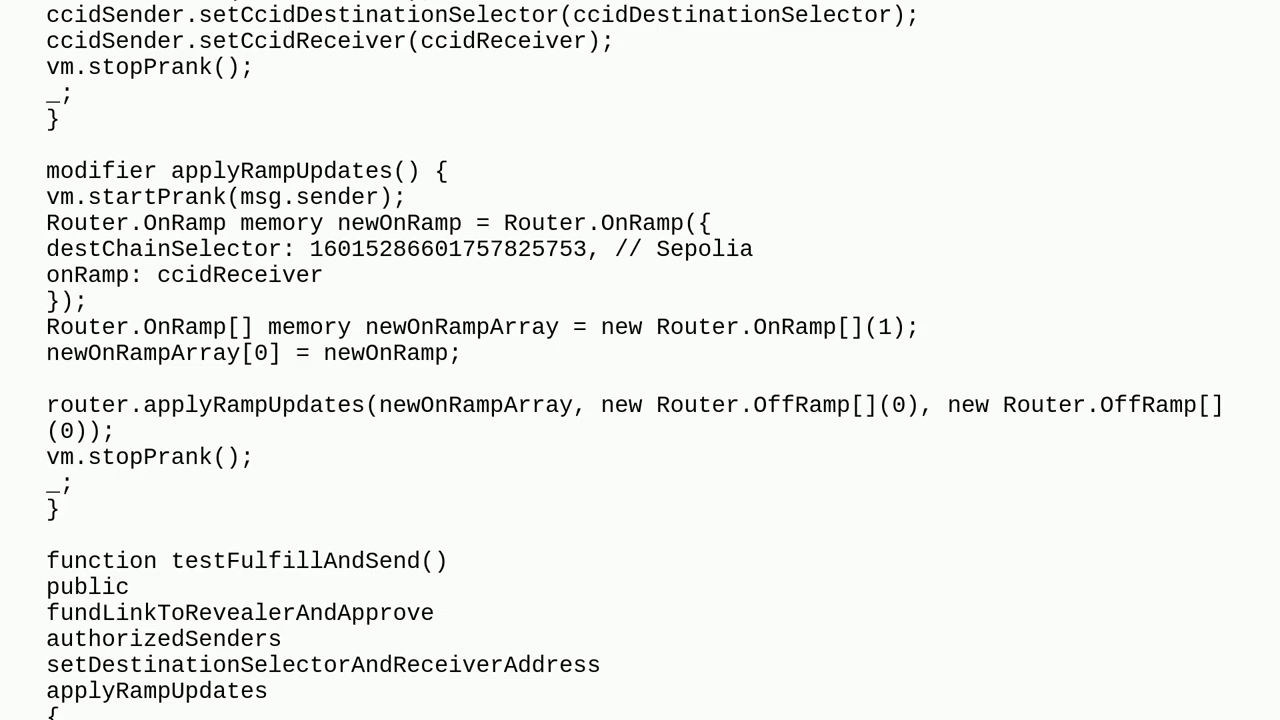 ccidSender.setCcidDestinationSelector(ccidDestinationSelector);
ccidSender.setCcidReceiver(ccidReceiver);
vm.stopPrank();
_;
}
modifier applyRampUpdates() {
vm.startPrank(msg.sender);
Router.OnRamp memory newOnRamp = Router.OnRamp({
destChainSelector: 16015286601757825753, // Sepolia
onRamp: ccidReceiver
});
Router.OnRamp[] memory newOnRampArray = new Router.OnRamp[](1);
newOnRampArray[0] = newOnRamp;
router.applyRampUpdates(newOnRampArray, new Router.OffRamp[](0), new Router.OffRamp[]
(0));
vm.stopPrank();
_;
}
function testFulfillAndSend()
public
fundLinkToRevealerAndApprove
authorizedSenders
setDestinationSelectorAndReceiverAddress
applyRampUpdates
{